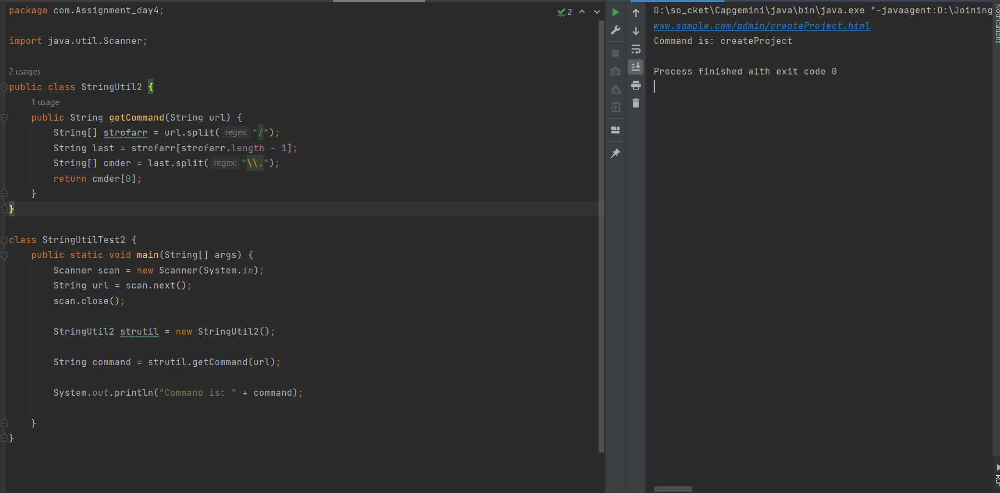 package com.Assignment_day4;
import java.util.Scanner;
2 usages
public class StringUtil2 {
1 usage
public String getCommand(String url) {
String[] strofarr = url.split( regex: "/");
String last = strofarr[strofarr.length - 1];
String[] cmder = last.split( regex: "\\.");
return cmder[0];
}
}
class StringUtilTest2 {
public static void main(String[] args) {
Scanner scan = new Scanner(System.in);
String url = scan.next();
scan.close();
StringUtil2 strutil = new StringUtil2();
String command = strutil.getCommand(url);
System.out.println("Command is: " + command);
}
}
2
D:\so_cket\Capgemini\java\bin\java.exe "-javaagent:D:\Joining
www.sample.com/admin/createProject.html
Command is: createProject
Process finished with exit code 0
Notifications
Run